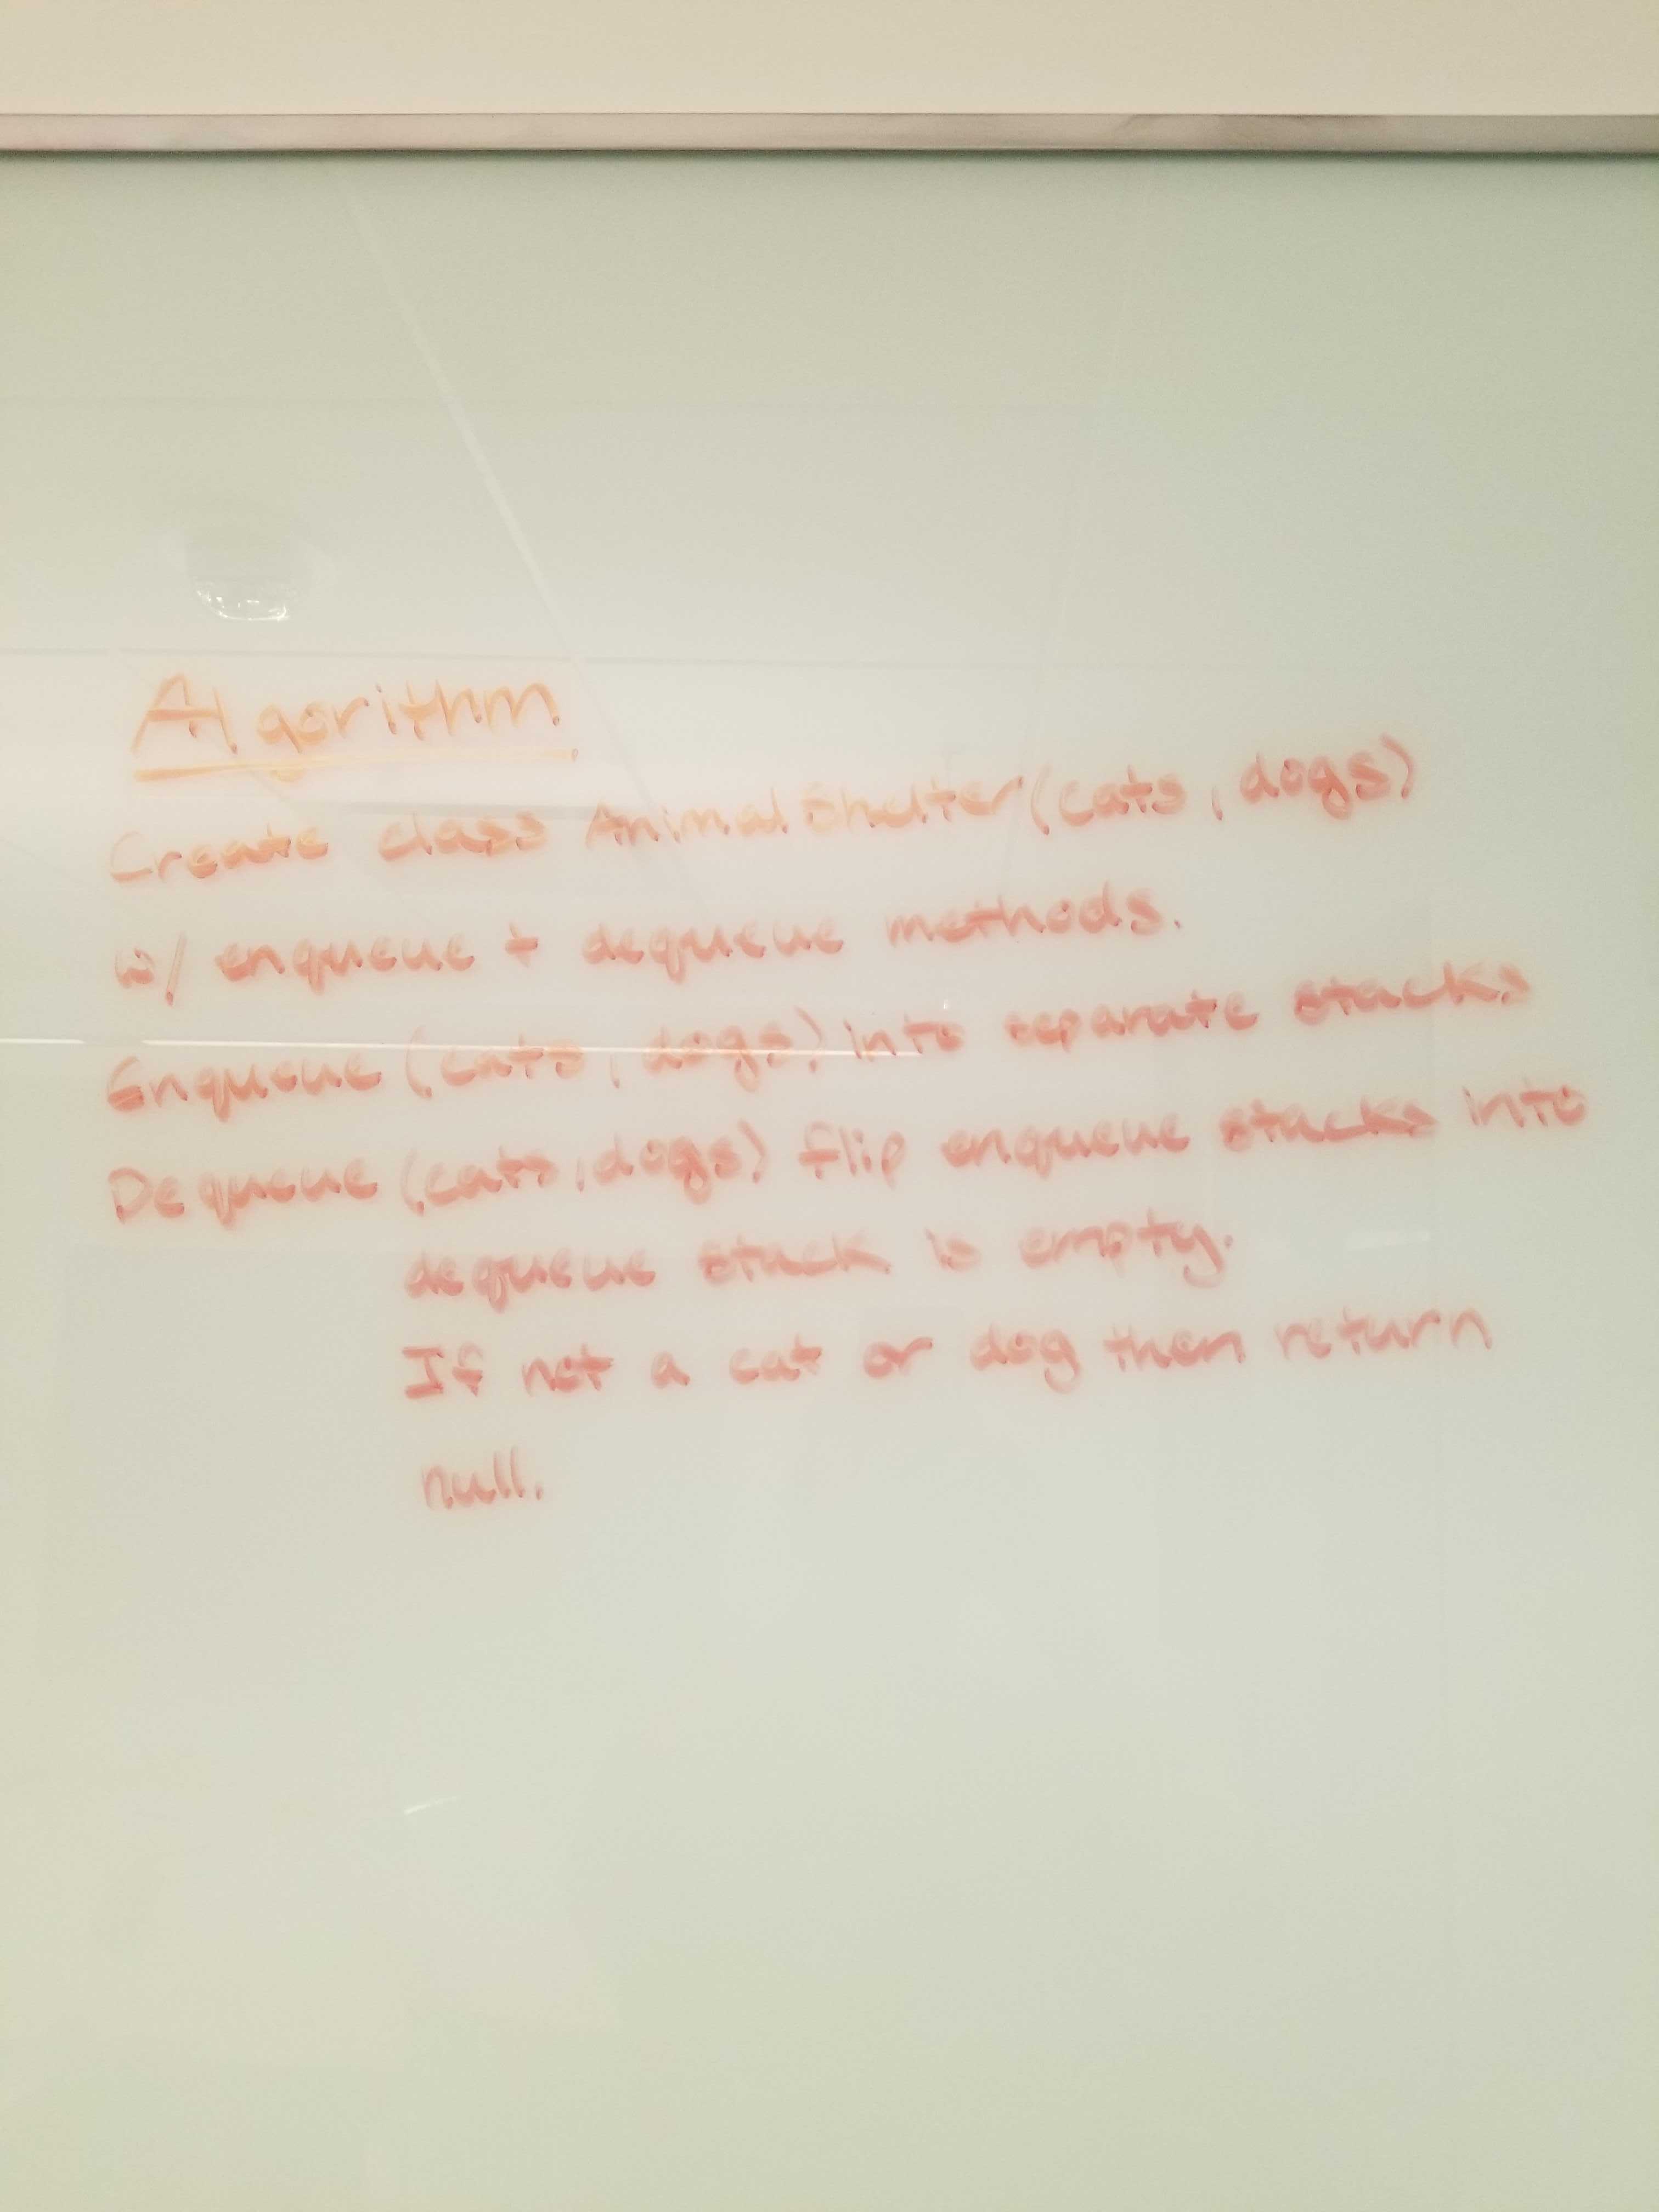 Algorithm
Create class AnimalShelter(cats, dogs)
w/ enqueue + dequeue methods.
Enqueue (cats, dogs) into separate stacks
Dequeue (cats, dogs) flip enqueue stacks into
dequeue stack is empty.
If not a cat or dog then return
null.